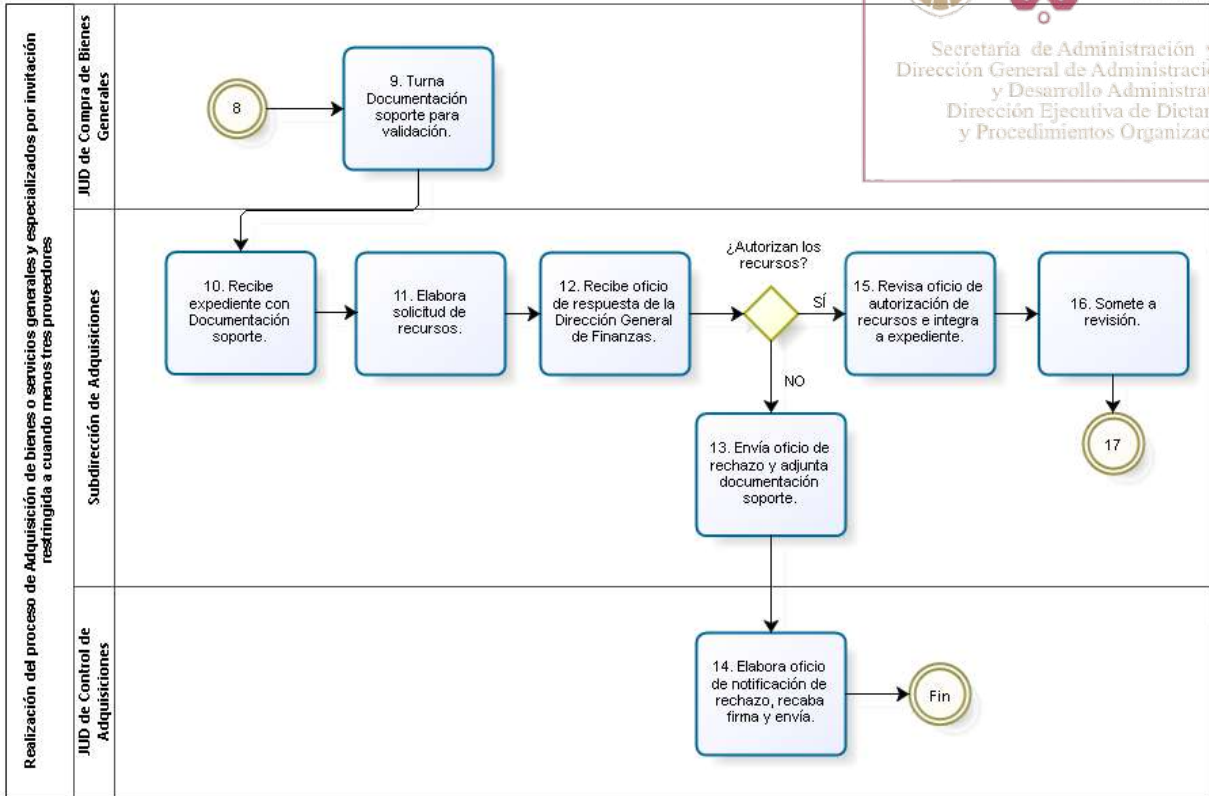 Realización del proceso de Adquisición de bienes o servicios generales y especializados por invitación
restringida a cuando menos tres proveedores
JUD de Compra de Bienes
Generales
8
9. Turna
Documentación
soporte para
validación.
Secretaría de Administración
Dirección General de
y Desarrollo
Dirección Ejecutiva de
y Procedimientos
Subdirección de Adquisiciones
10. Recibe
expediente con
Documentación
soporte.
11. Elabora
solicitud de
recursos.
12. Recibe oficio
de respuesta de la
Dirección General
de Finanzas.
¿Autorizan los
recursos?
SÍ
NO
15. Revisa oficio de
autorización de
recursos e integra
a expediente.
16. Somete a
revisión.
17
13. Envía oficio de
rechazo y adjunta
documentación
soporte.
JUD de Control de
Adquisiciones
14. Elabora oficio
de notificación de
rechazo, recaba
firma y envía.
Fin